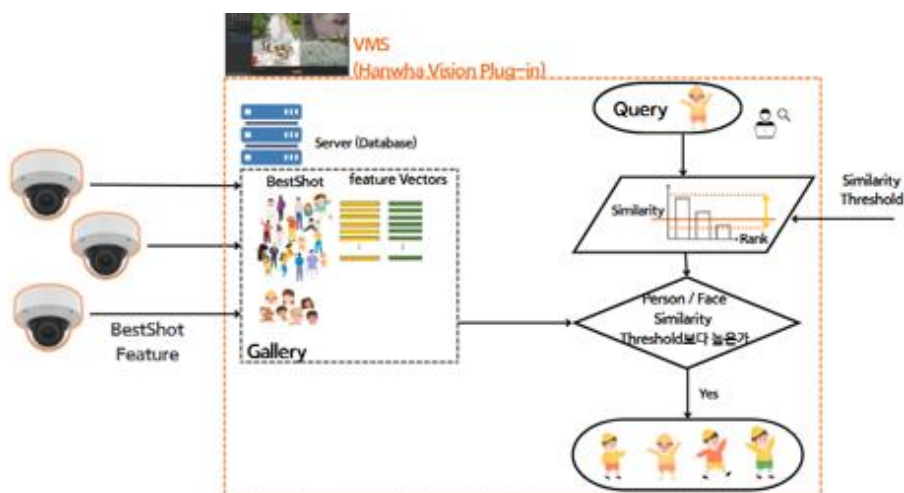 VMS
(Hanwha Vision Plug-in)
Query
Server (Database)
BestShot
feature Vectors
Similarity
Rank
Similarity
Threshold
Person / Face
Similarity
Threshold보다 높은가
BestShot
Feature
Gallery
Yes